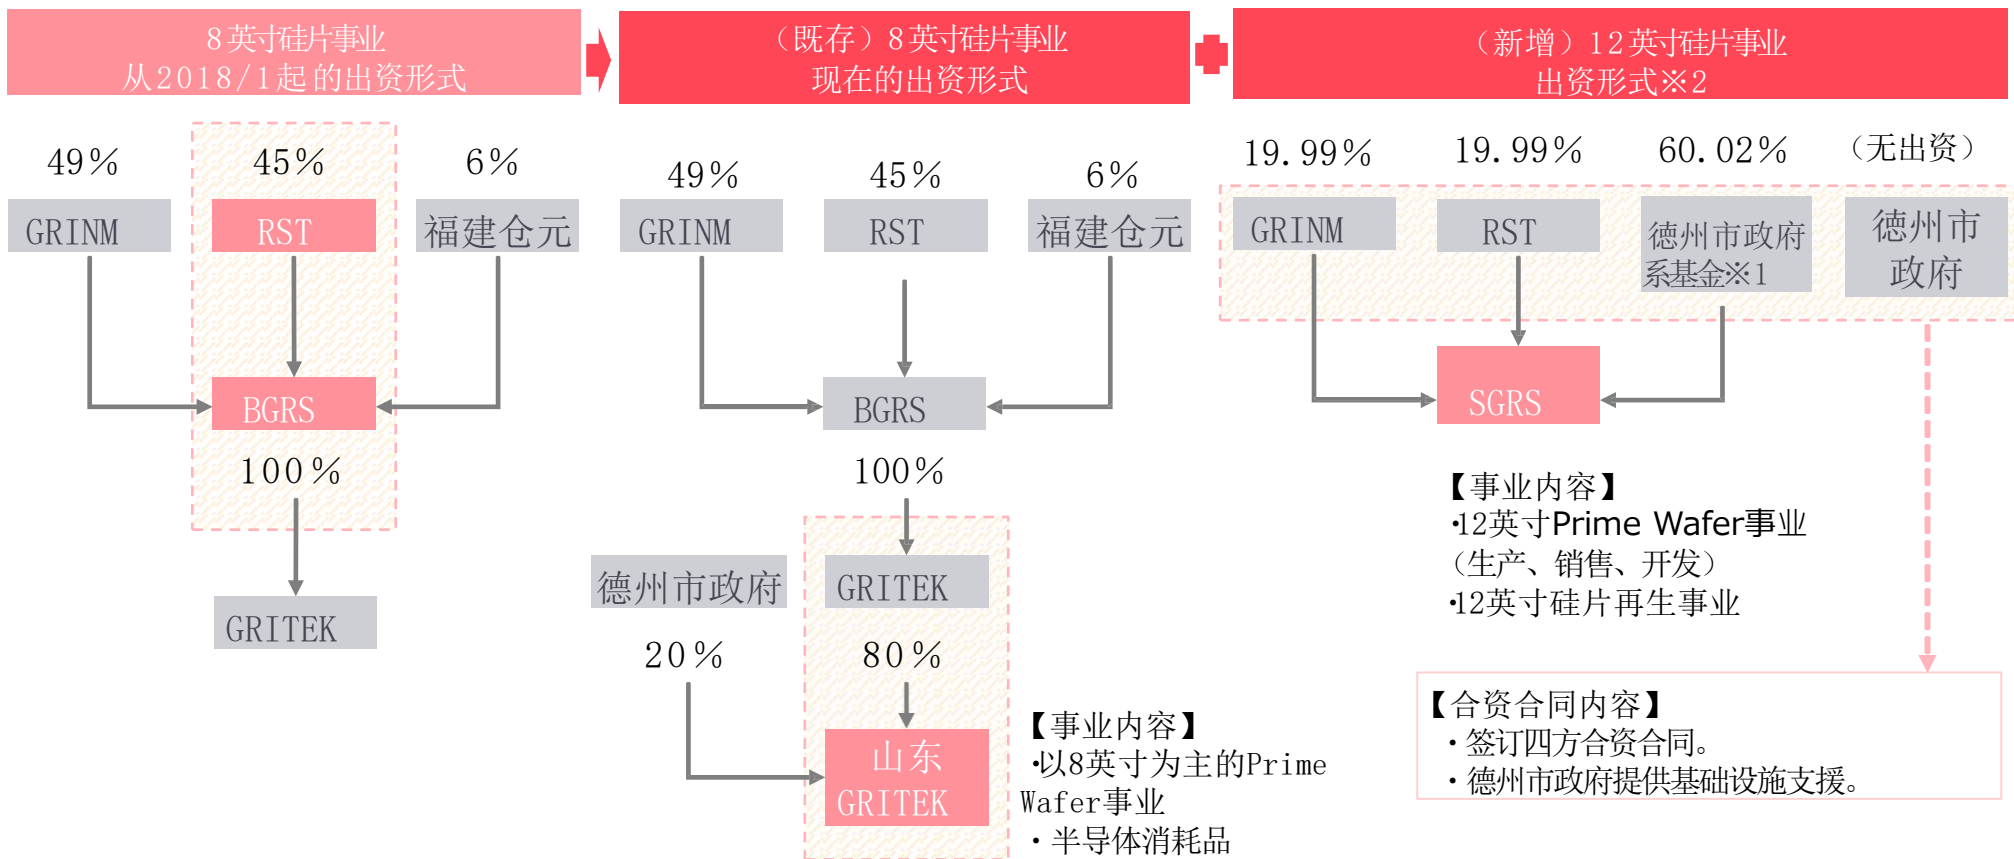 8英寸硅片事业
从2018/1起的出资形式
（既存）8英寸硅片事业
现在的出资形式
（新增）12英寸硅片事业
出资形式※2
49%
45%
6%
GRINM
RST
福建仓元
BGRS
100%
GRITEK
49%
45%
6%
GRINM
RST
福建仓元
BGRS
100%
德州市政府
GRITEK
20%
80%
山东
GRITEK
【事业内容】
・以8英寸为主的Prime
Wafer事业
・半导体消耗品
19.99%
19.99%
60.02%
（无出资）
GRINM
RST
德州市政府
系基金※1
德州市
政府
SGRS
【事业内容】
・12英寸Prime Wafer事业
（生产、销售、开发）
・12英寸硅片再生事业
【合资合同内容】
・签订四方合资合同。
・德州市政府提供基础设施支援。